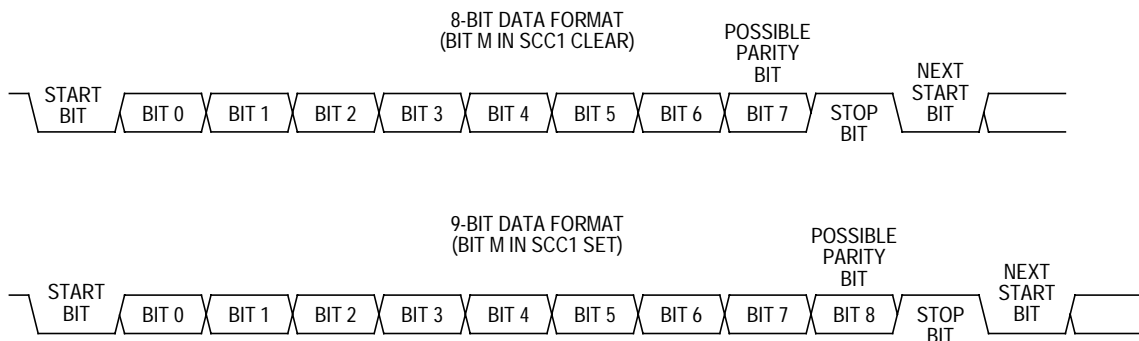 8-BIT DATA FORMAT
(BIT M IN SCC1 CLEAR)
POSSIBLE
PARITY
BIT
NEXT
START
BIT
START
BIT
BIT 0
BIT 1
BIT 2
BIT 3
BIT 4
BIT 5
BIT 6
BIT 7
STOP
BIT
9-BIT DATA FORMAT
(BIT M IN SCC1 SET)
POSSIBLE
PARITY
BIT
NEXT
START
BIT
START
BIT
BIT 0
BIT 1
BIT 2
BIT 3
BIT 4
BIT 5
BIT 6
BIT 7
BIT 8
STOP
BIT